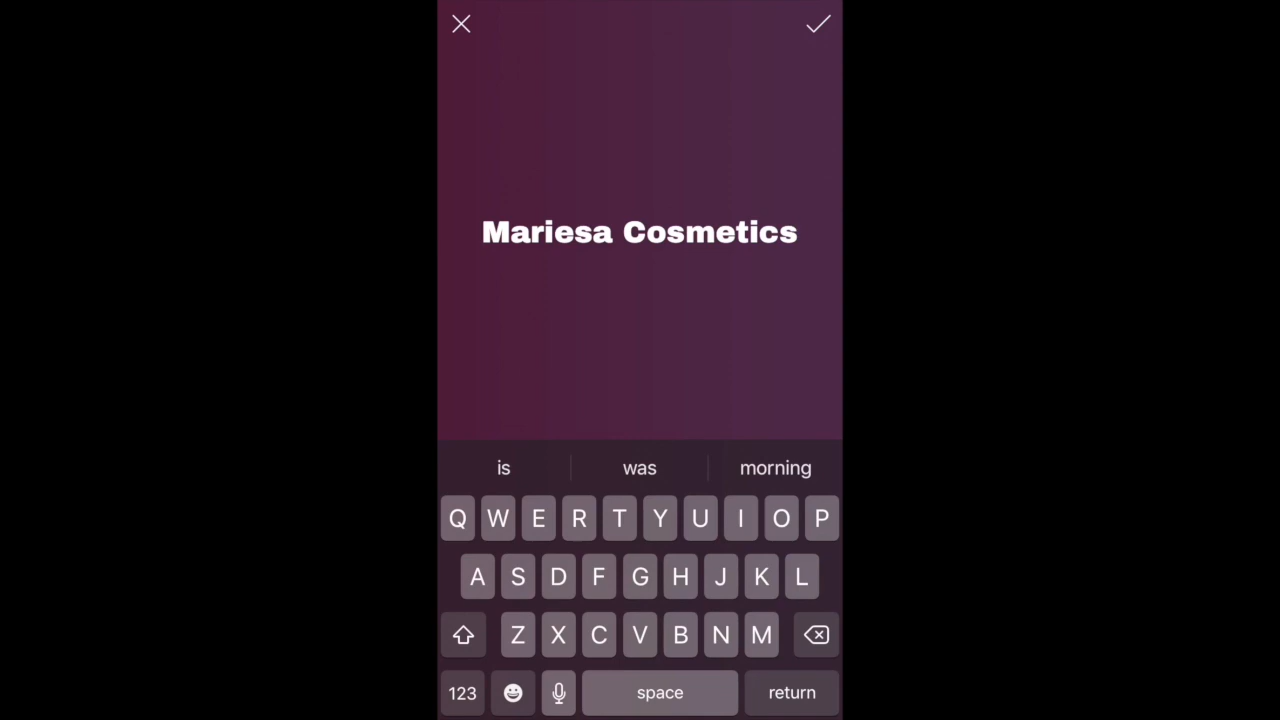 Mariesa Cosmetics
is was morning
Q W E R T Y U I O P
A S D F G H J K L
Z X C V B N M
123 space return